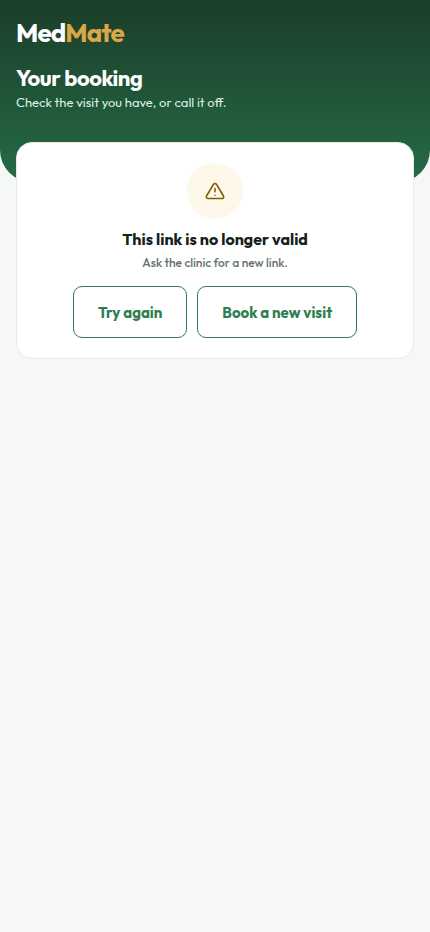 MedMate
Your booking
Check the visit you have, or call it off.
This link is no longer valid
Ask the clinic for a new link.
Try again
Book a new visit